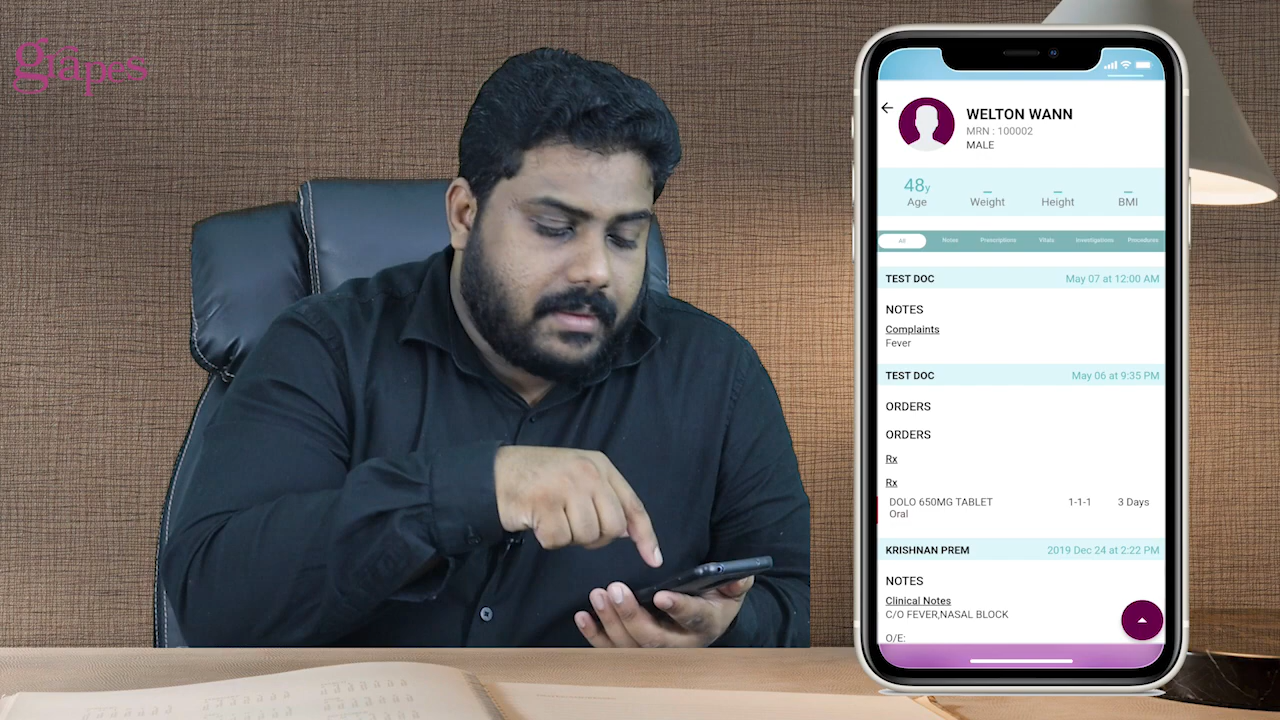 grapes
WELTON WANN
MRN : 100002
MALE
48y
Age
Weight
Height
BMI
All
Notes
Prescriptions
Vitals
Investigations
Procedures
TEST DOC
May 07 at 12:00 AM
NOTES
Complaints
Fever
TEST DOC
May 06 at 9:35 PM
ORDERS
ORDERS
Rx
Rx
DOLO 650MG TABLET
1-1-1
3 Days
Oral
KRISHNAN PREM
2019 Dec 24 at 2:22 PM
NOTES
Clinical Notes
C/O FEVER,NASAL BLOCK
O/E: